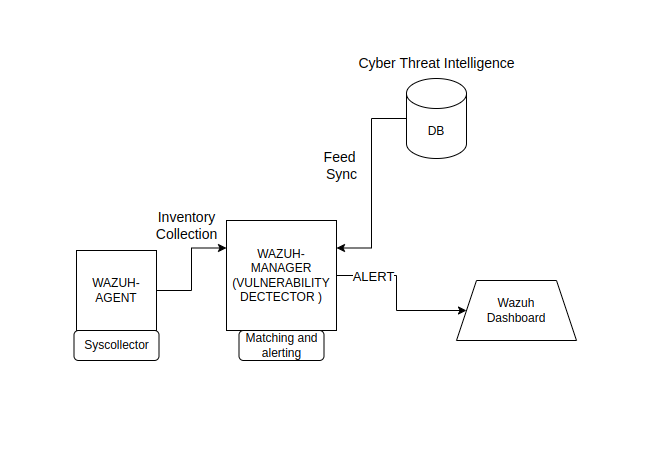 Cyber Threat Intelligence
DB
Feed
Sync
Inventory
Collection
WAZUH-
AGENT
Syscollector
WAZUH-
MANAGER
(VULNERABILITY
DECTECTOR )
Matching and
alerting
ALERT
Wazuh
Dashboard